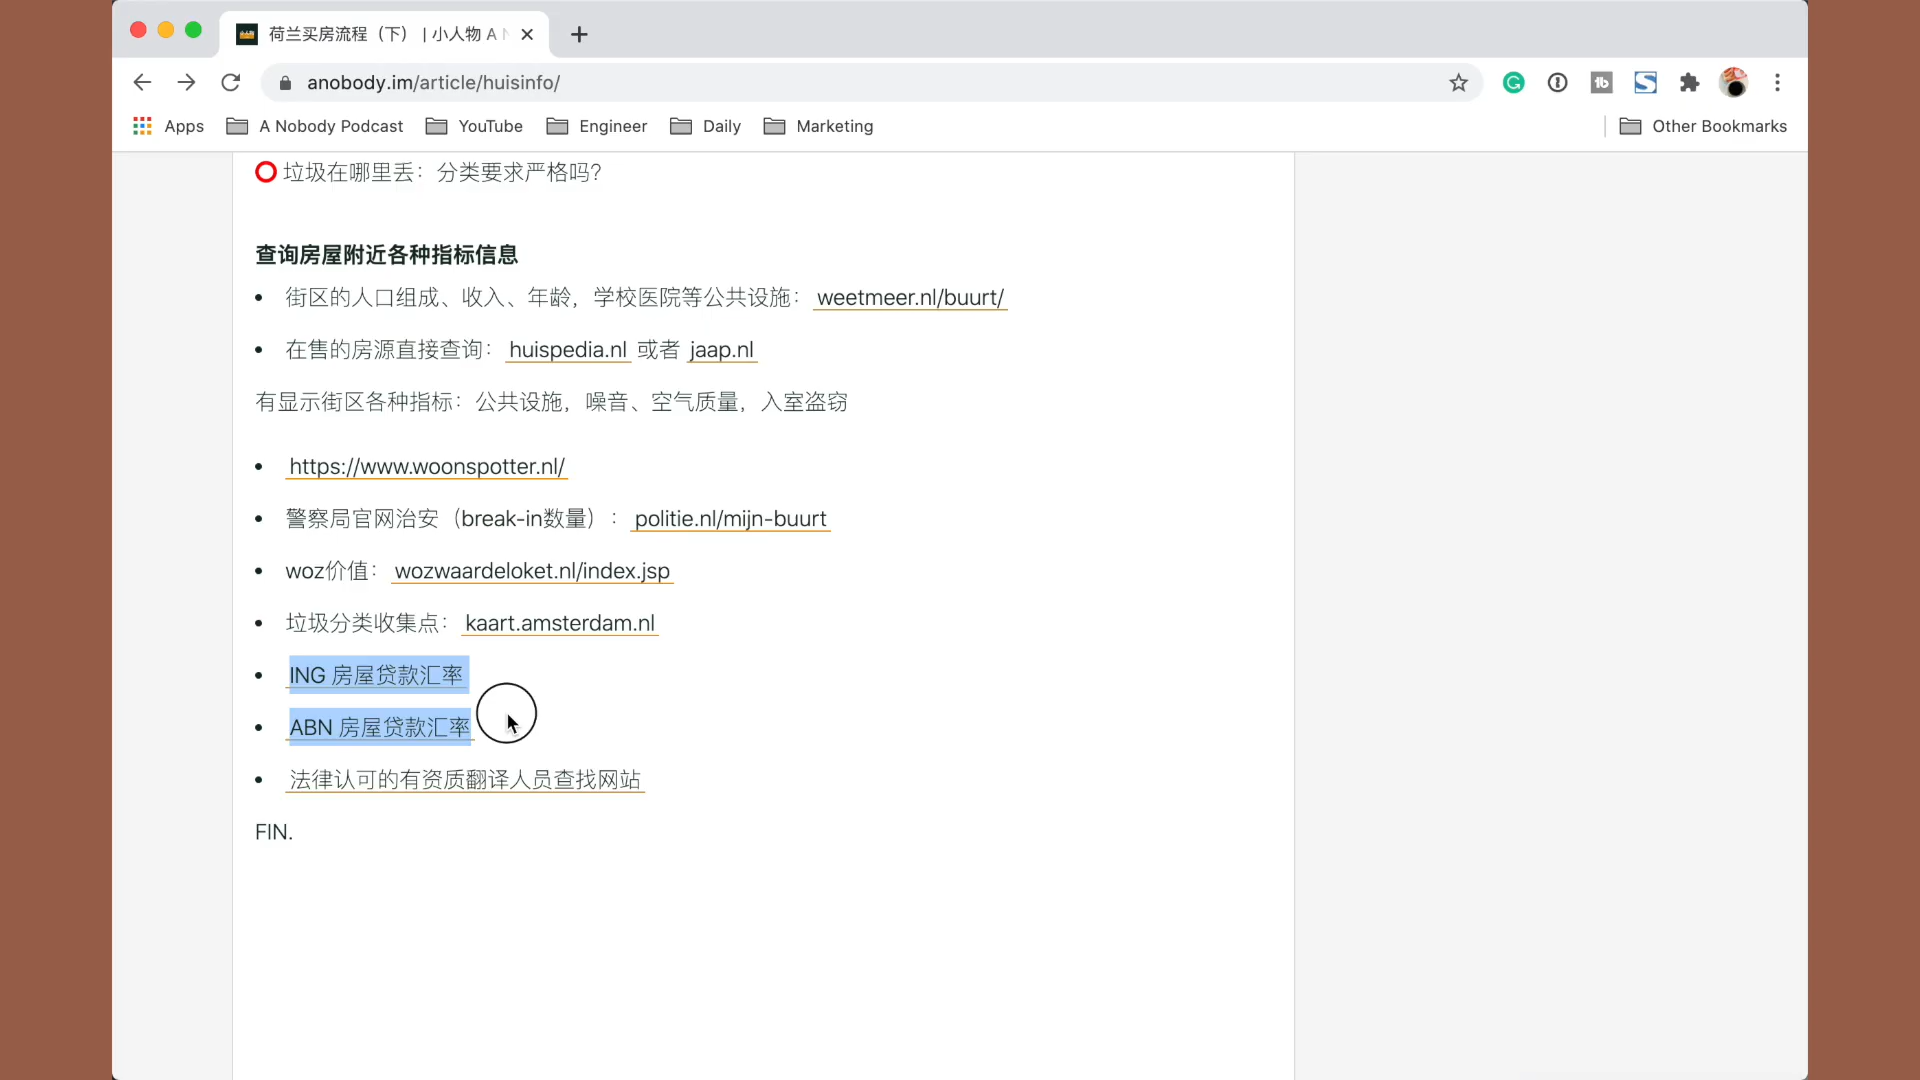 荷兰买房流程（下） | 小人物 A N
anobody.im/article/huisinfo/
Apps
A Nobody Podcast
YouTube
Engineer
Daily
Marketing
Other Bookmarks
垃圾在哪里丢：分类要求严格吗？
查询房屋附近各种指标信息
街区的人口组成、收入、年龄，学校医院等公共设施： weetmeer.nl/buurt/
在售的房源直接查询： huispedia.nl 或者 jaap.nl
有显示街区各种指标：公共设施，噪音、空气质量，入室盗窃
https://www.woonspotter.nl/
警察局官网治安（break-in数量）： politie.nl/mijn-buurt
woz价值： wozwaardeloket.nl/index.jsp
垃圾分类收集点： kaart.amsterdam.nl
ING 房屋贷款汇率
ABN 房屋贷款汇率
法律认可的有资质翻译人员查找网站
FIN.